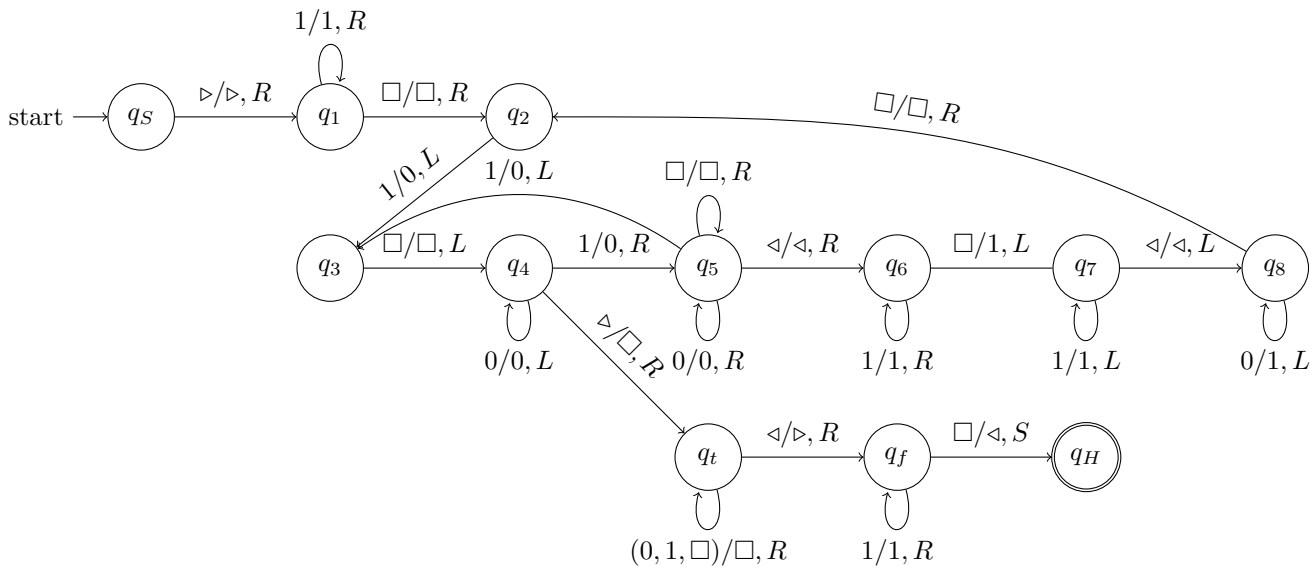 1/1, R
▹/▹, R □/□, R □/□, R
start q_S q_1 q_2
1/0, L 1/0, L □/□, R
□/□, L 1/0, R ◃/◃, R □/1, L ◃/◃, L
q_3 q_4 q_5 q_6 q_7 q_8
0/0, L ▹/□, R 0/0, R 1/1, R 1/1, L 0/1, L
◃/▹, R □/◃, S
q_t q_f q_H
(0, 1, □)/□, R 1/1, R